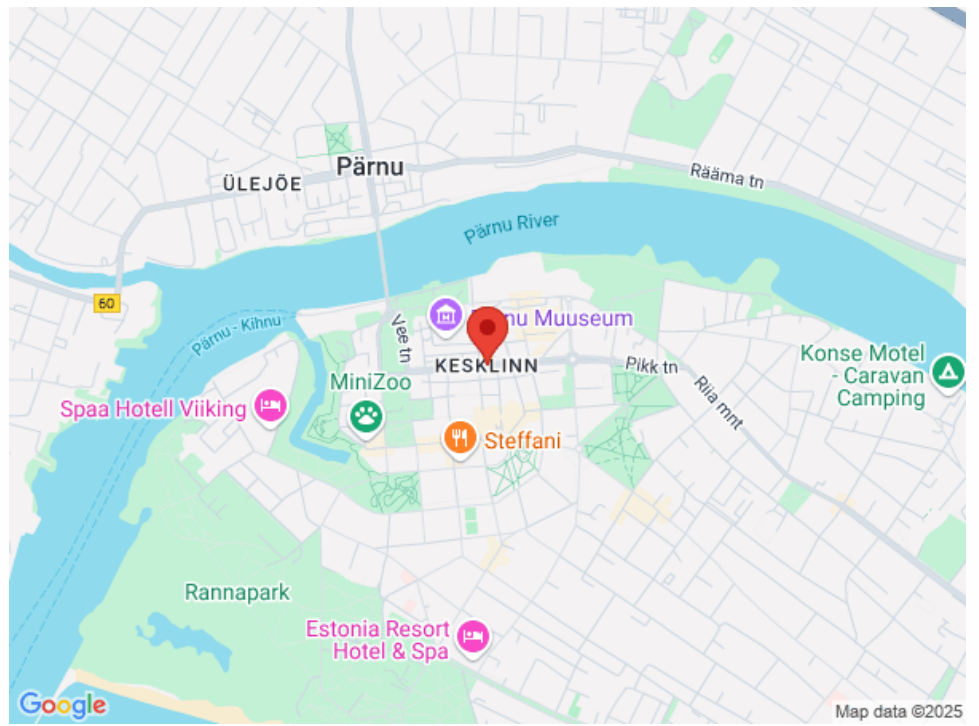 Pärnu
ÜLEJÕE
Rääma tn
Pärnu River
60
Pärnu - Kihnu
Vee tn
Muuseum
KESKLINN
Pikk tn
Riia mnt
Konse Motel
- Caravan
Camping
MiniZoo
Spaa Hotell Viiking
Steffani
Rannapark
Estonia Resort
Hotel & Spa
Google
Map data ©2025